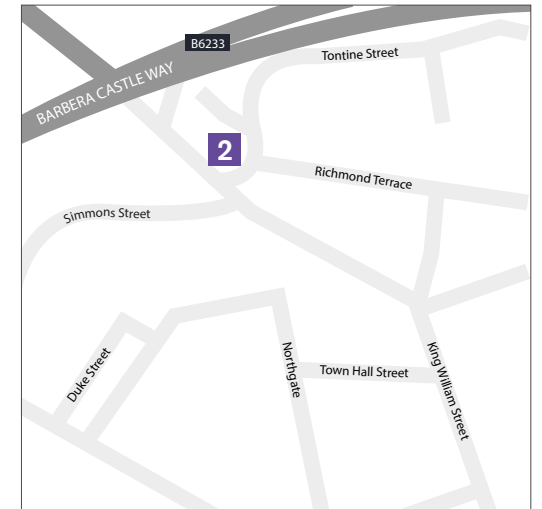 B6233
Tontine Street
BARBERA CASTLE WAY
2
Richmond Terrace
Simmons Street
Duke Street
Northgate
Town Hall Street
King William Street